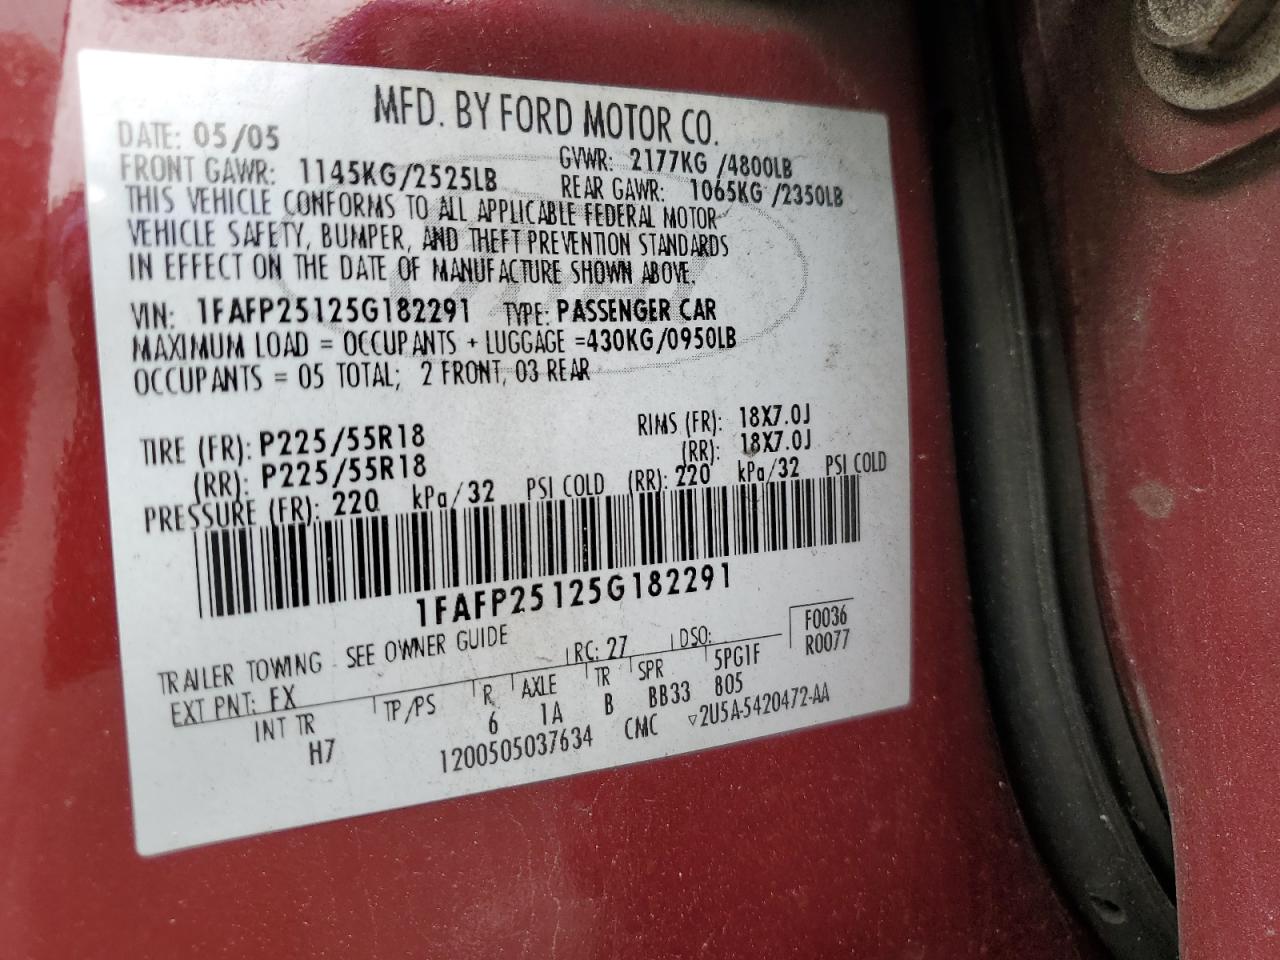 MFD. BY FORD MOTOR CO.
DATE: 05/05
GVWR: 2177KG /4800LB
FRONT GAWR: 1145KG/2525LB
REAR GAWR: 1065KG /2350LB
THIS VEHICLE CONFORMS TO ALL APPLICABLE FEDERAL MOTOR
VEHICLE SAFETY, BUMPER, AND THEFT PREVENTION STANDARDS
IN EFFECT ON THE DATE OF MANUFACTURE SHOWN ABOVE.
VIN: 1FAFP25125G182291 TYPE: PASSENGER CAR
MAXIMUM LOAD = OCCUPANTS + LUGGAGE =430KG/0950LB
OCCUPANTS = 05 TOTAL; 2 FRONT, 03 REAR
TIRE (FR): P225/55R18 RIMS (FR): 18X7.0J
(RR): P225/55R18 (RR): 18X7.0J
PRESSURE (FR): 220 kPa/32 PSI COLD (RR): 220 kPa/32 PSI COLD
1FAFP25125G182291
TRAILER TOWING - SEE OWNER GUIDE
F0036
R0077
EXT PNT: FX RC: 27 DSO:
INT TR TP/PS R AXLE TR SPR 5PG1F
H7 6 1A B BB33 805
1200505037634 CMC ▽2U5A-5420472-AA